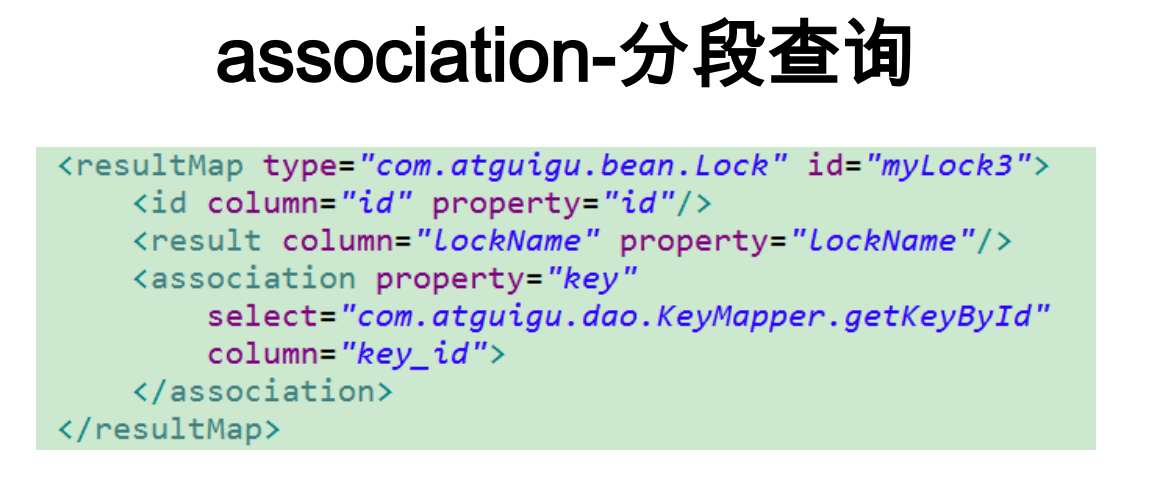 association-分段查询
<resultMap type="com.atguigu.bean.Lock" id="myLock3">
<id column="id" property="id"/>
<result column="lockName" property="lockName"/>
<association property="key"
select="com.atguigu.dao.KeyMapper.getKeyById"
column="key_id">
</association>
</resultMap>